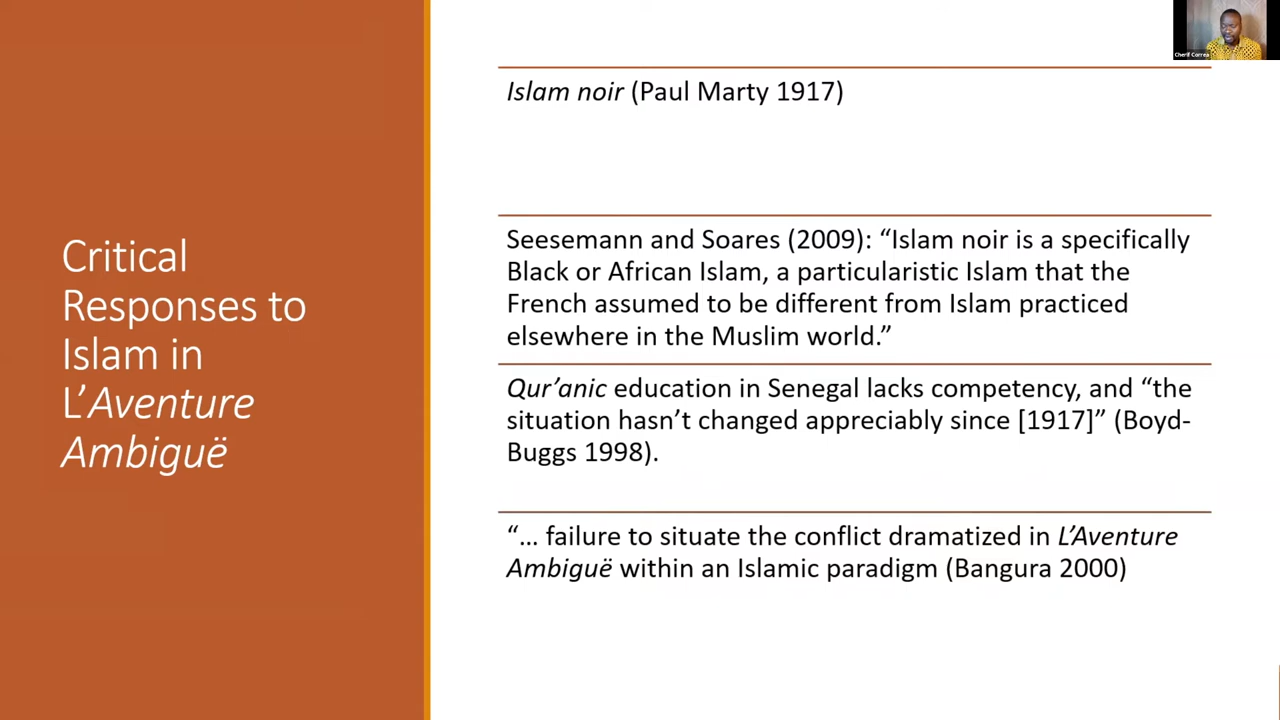 Cherif Correa
Islam noir (Paul Marty 1917)
Critical
Responses to
Islam in
L’Aventure
Ambiguë
Seesemann and Soares (2009): “Islam noir is a specifically
Black or African Islam, a particularistic Islam that the
French assumed to be different from Islam practiced
elsewhere in the Muslim world.”
Qur’anic education in Senegal lacks competency, and “the
situation hasn’t changed appreciably since [1917]” (Boyd-
Buggs 1998).
“… failure to situate the conflict dramatized in L’Aventure
Ambiguë within an Islamic paradigm (Bangura 2000)